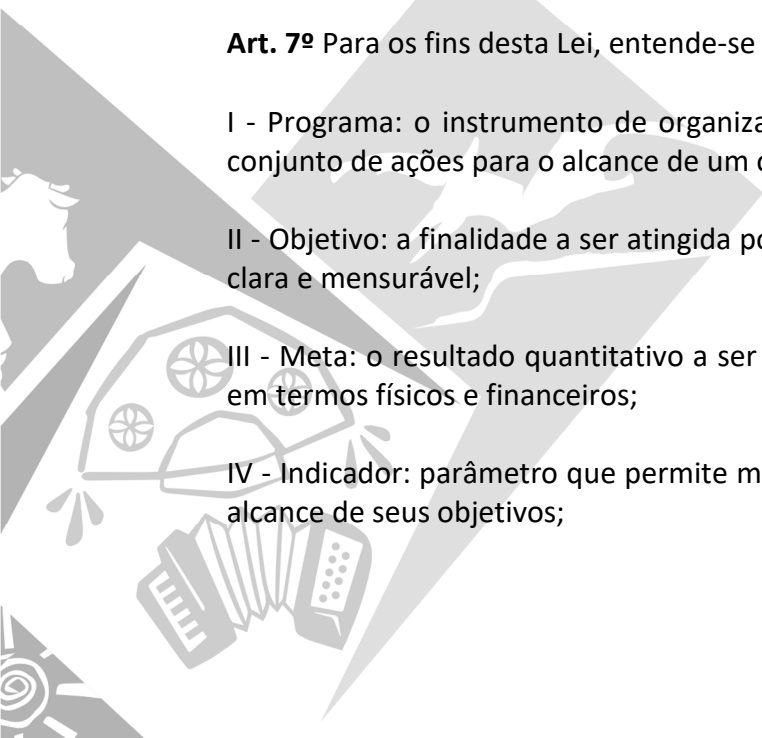 Art. 7º Para os fins desta Lei, entende-se
I - Programa: o instrumento de
conjunto de ações para o alcance de um
II - Objetivo: a finalidade a ser atingida
clara e mensurável;
III - Meta: o resultado quantitativo a ser
em termos físicos e financeiros;
IV - Indicador: parâmetro que permite
alcance de seus objetivos;